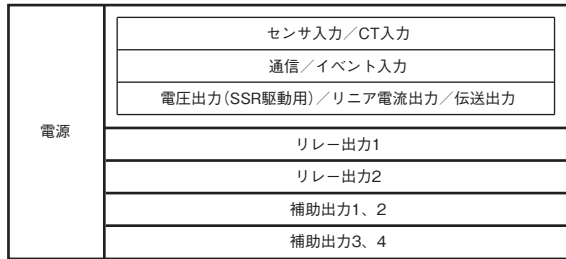 電源
センサ入力／CT入力
通信／イベント入力
電圧出力（SSR駆動用）／リニア電流出力／伝送出力
リレー出力1
リレー出力2
補助出力1、2
補助出力3、4